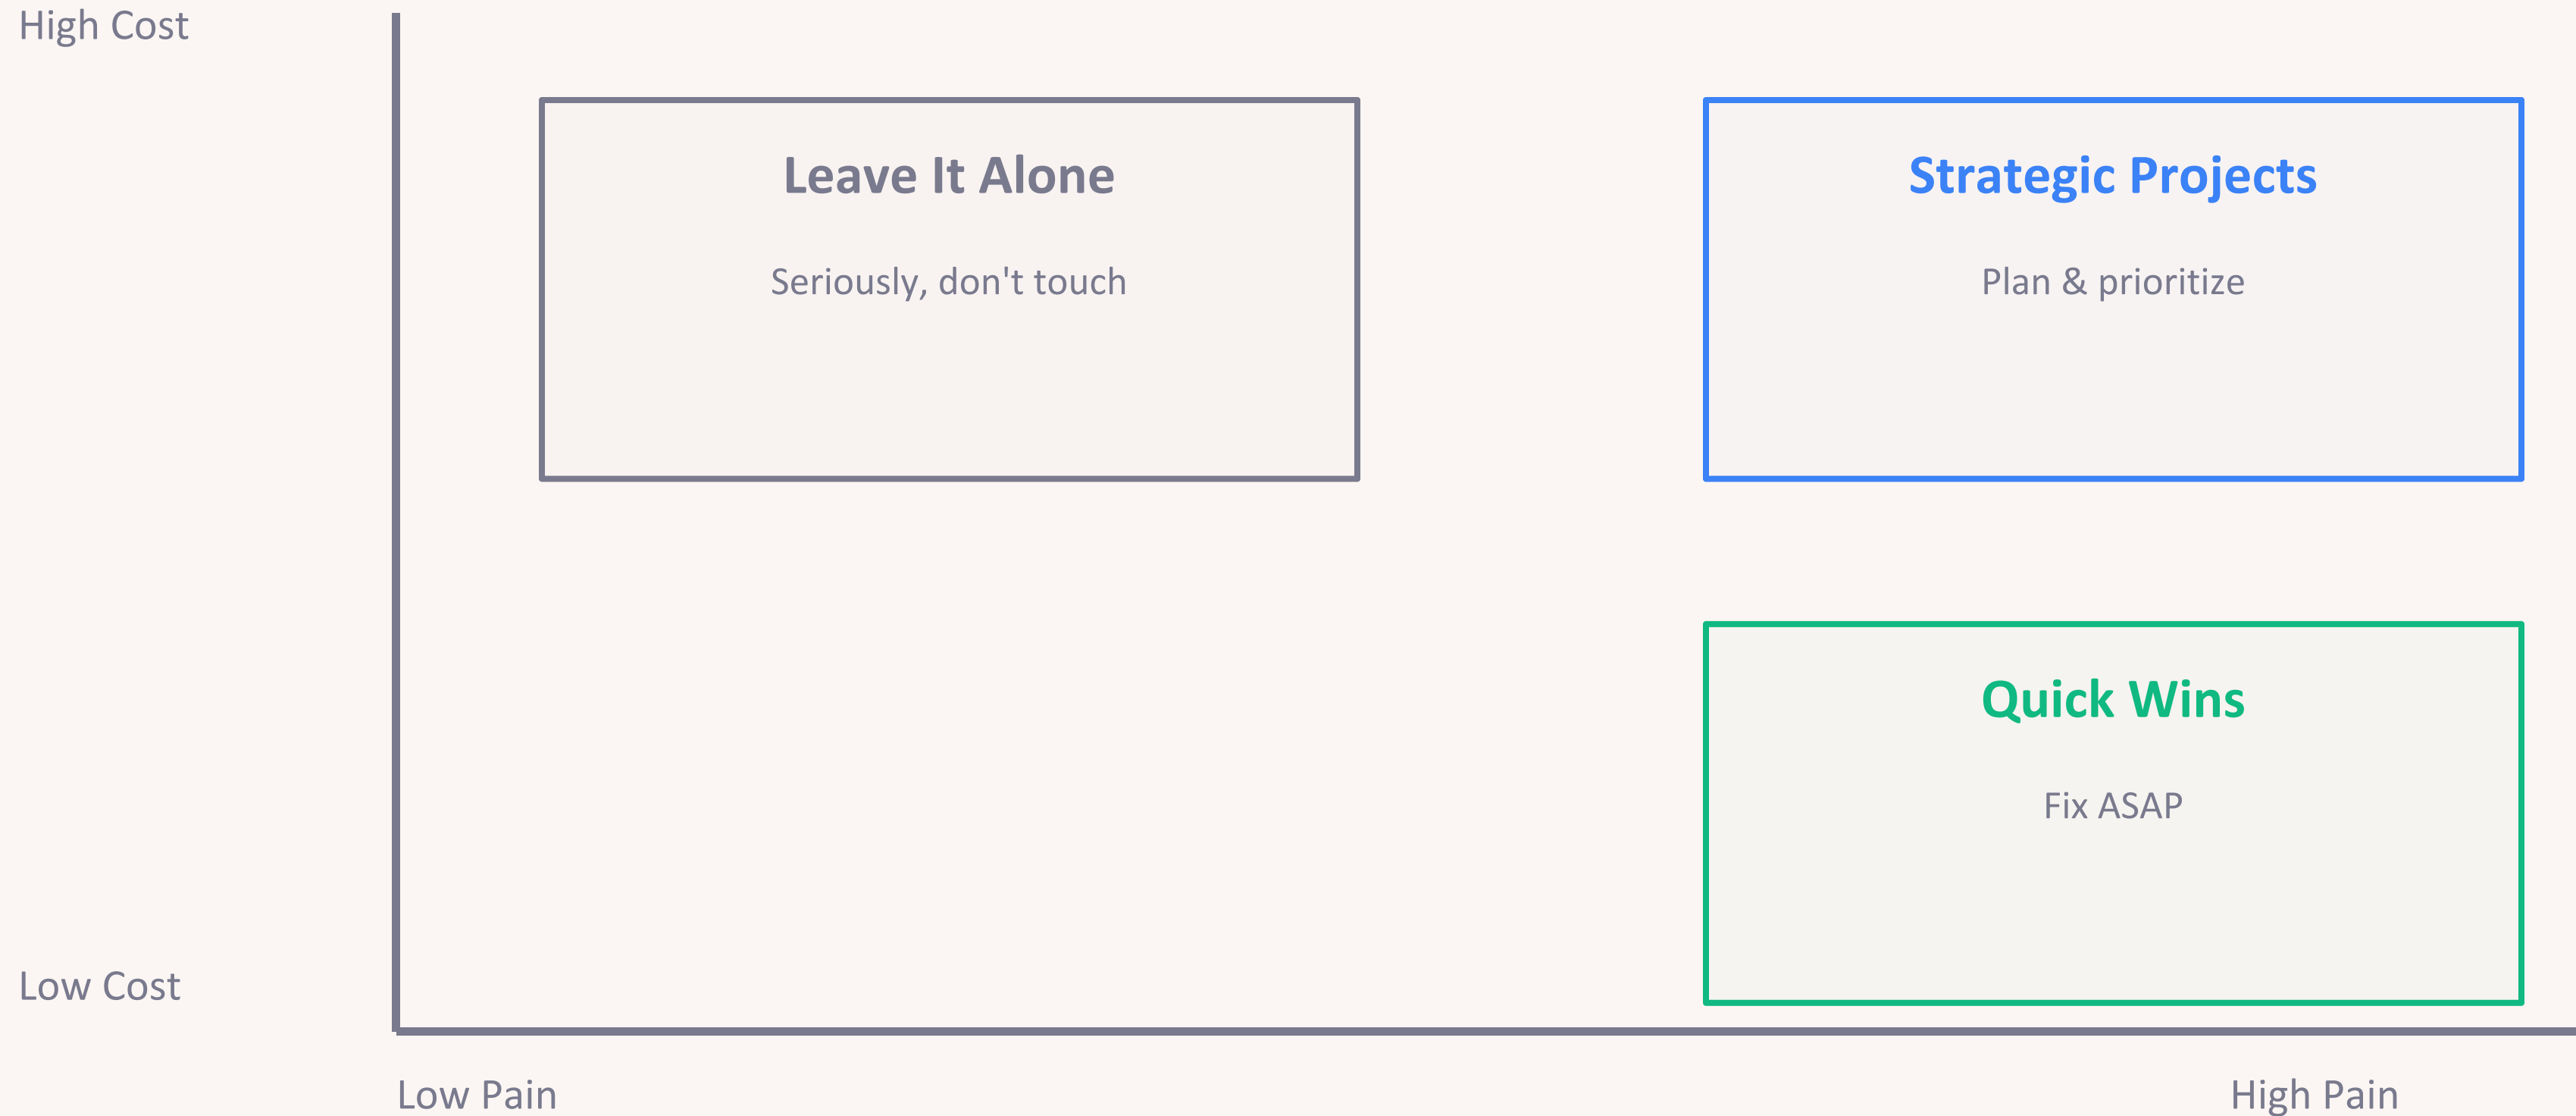 High Cost
Leave It Alone
Seriously, don't touch
Strategic Projects
Plan & prioritize
Quick Wins
Fix ASAP
Low Cost
Low Pain
High Pain